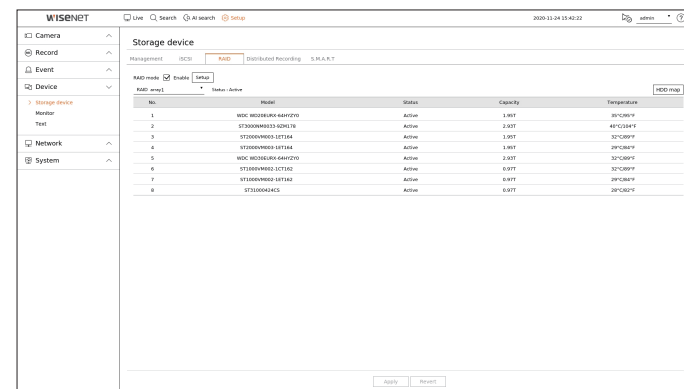 WISENET
Live Search AI search Setup 2020-11-24 15:42:22 admin
Camera
Record
Event
Device
Storage device
Monitor
Text
Network
System
Storage device
Management iSCSI RAID Distributed Recording S.M.A.R.T
RAID mode Enable Setup
RAID array1 Status : Active HDD map
No. Model Status Capacity Temperature
1 WDC WD20EURX-64HYZY0 Active 1.95T 35°C/95°F
2 ST3000NM0033-9ZM178 Active 2.93T 40°C/104°F
3 ST2000VM003-1ET164 Active 1.95T 32°C/89°F
4 ST2000VM003-1ET164 Active 1.95T 29°C/84°F
5 WDC WD30EURX-64HYZY0 Active 2.93T 32°C/89°F
6 ST1000VM002-1CT162 Active 0.97T 32°C/89°F
7 ST1000VM002-1ET162 Active 0.97T 29°C/84°F
8 ST31000424CS Active 0.97T 28°C/82°F
Apply Revert